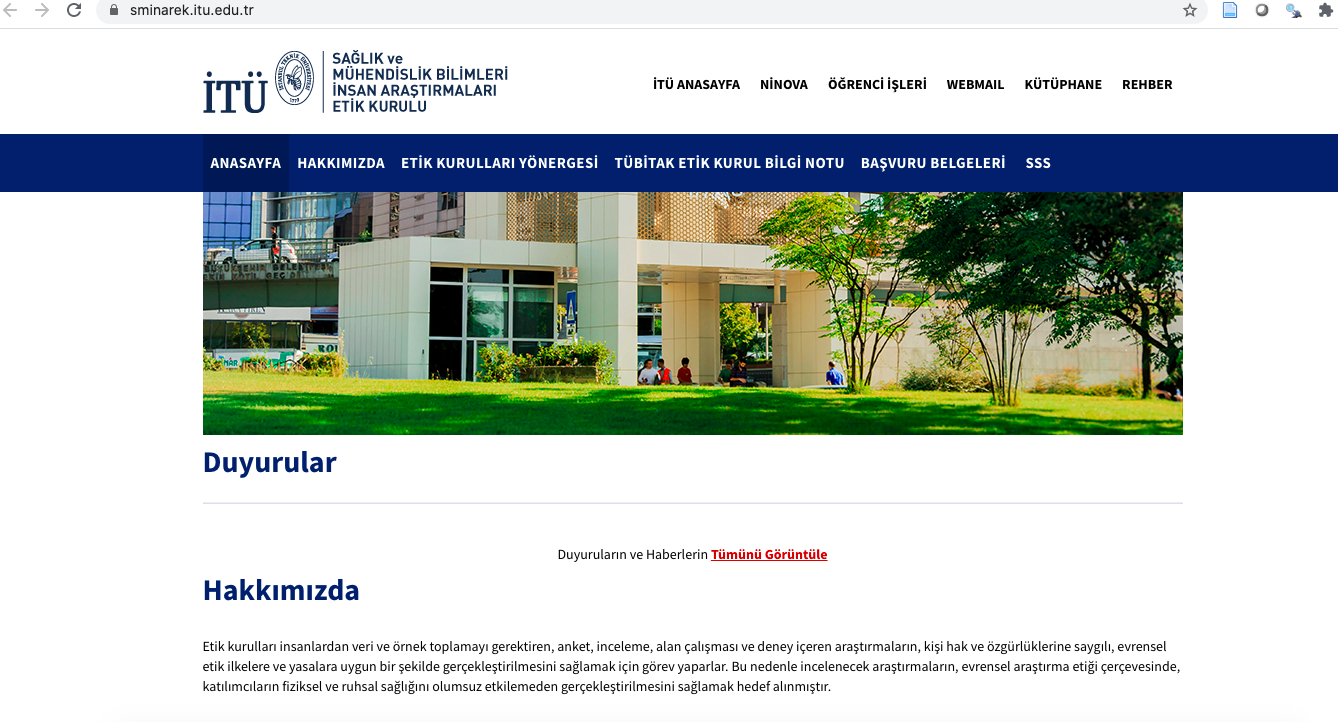 sminarek.itu.edu.tr
İTÜ
SAĞLIK ve
MÜHENDİSLİK BİLİMLERİ
İNSAN ARAŞTIRMALARI
ETİK KURULU
İTÜ ANASAYFA NİNOVA ÖĞRENCİ İŞLERİ WEBMAIL KÜTÜPHANE REHBER
ANASAYFA HAKKIMIZDA ETİK KURULLARI YÖNERGESİ TÜBİTAK ETİK KURUL BİLGİ NOTU BAŞVURU BELGELERİ SSS
Duyurular
Duyuruların ve Haberlerin Tümünü Görüntüle
Hakkımızda
Etik kurulları insanlardan veri ve örnek toplamayı gerektiren, anket, inceleme, alan çalışması ve deney içeren araştırmaların, kişi hak ve özgürlüklerine saygılı, evrensel
etik ilkelere ve yasalara uygun bir şekilde gerçekleştirilmesini sağlamak için görev yaparlar. Bu nedenle incelenecek araştırmaların, evrensel araştırma etiği çerçevesinde,
katılımcıların fiziksel ve ruhsal sağlığını olumsuz etkilemeden gerçekleştirilmesini sağlamak hedef alınmıştır.